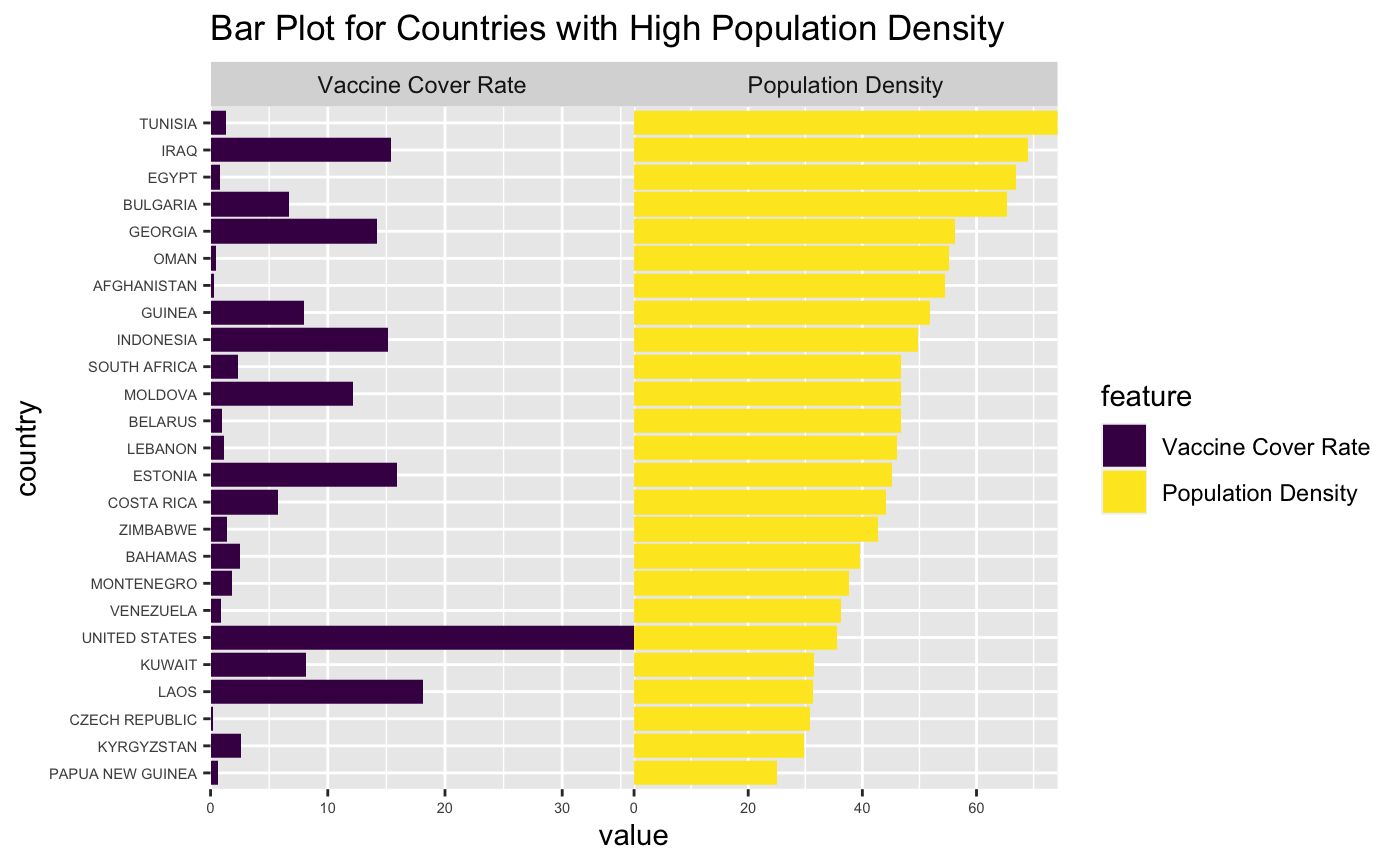 Bar Plot for Countries with High Population Density
Vaccine Cover Rate
Population Density
TUNISIA
IRAQ
EGYPT
BULGARIA
GEORGIA
OMAN
AFGHANISTAN
GUINEA
INDONESIA
SOUTH AFRICA
MOLDOVA
BELARUS
LEBANON
ESTONIA
COSTA RICA
ZIMBABWE
BAHAMAS
MONTENEGRO
VENEZUELA
UNITED STATES
KUWAIT
LAOS
CZECH REPUBLIC
KYRGYZSTAN
PAPUA NEW GUINEA
country
0 10 20 30
0 20 40 60
value
feature
Vaccine Cover Rate
Population Density